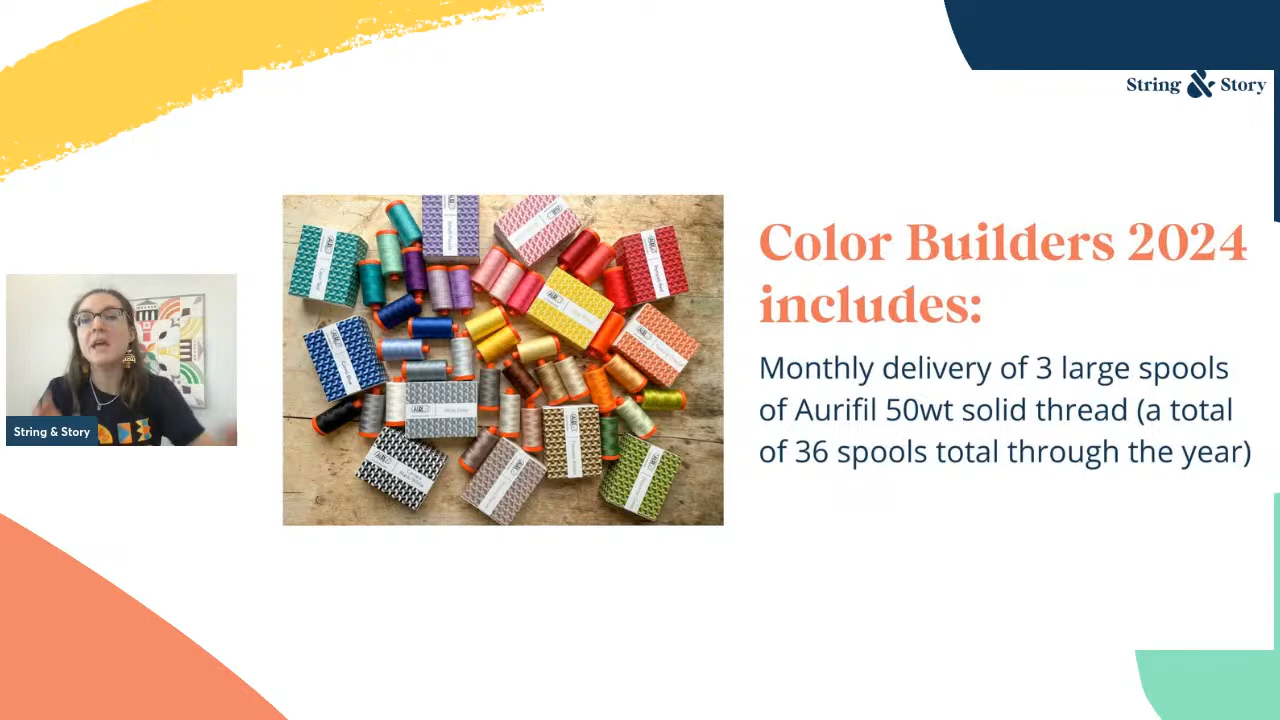 String & Story
Color Builders 2024
includes:
Monthly delivery of 3 large spools
of Aurifil 50wt solid thread (a total
of 36 spools total through the year)
String & Story